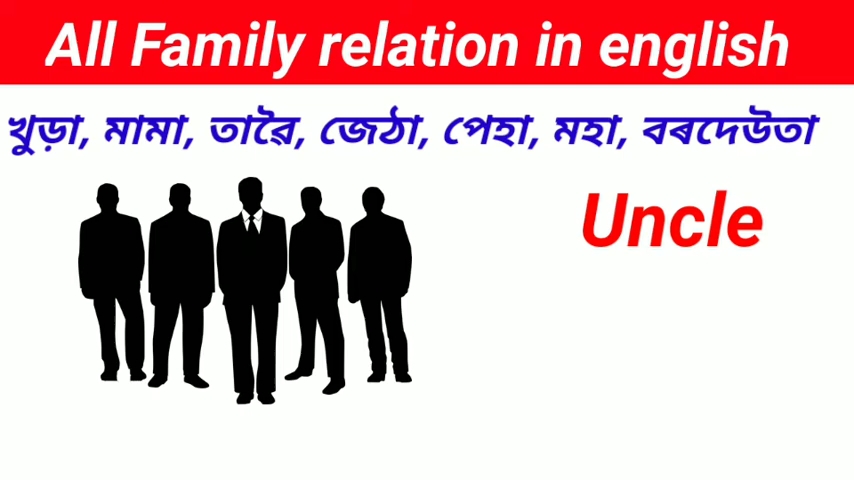 All Family relation in english
খুড়া, মামা, তাৱৈ, জেঠা, পেহা, মহা, বৰদেউতা
Uncle